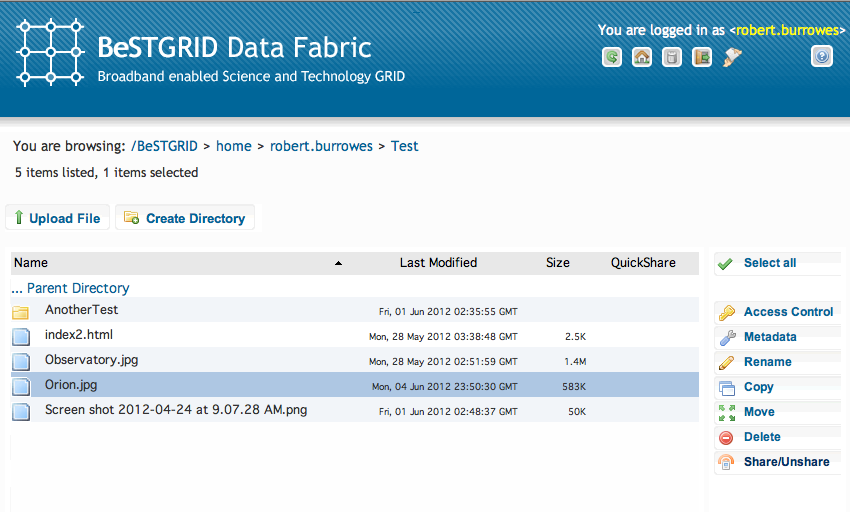 BeSTGRID Data Fabric
Broadband enabled Science and Technology GRID
You are logged in as <robert.burrowes>
You are browsing: /BeSTGRID > home > robert.burrowes > Test
5 items listed, 1 items selected
Upload File Create Directory
Name Last Modified Size QuickShare
... Parent Directory
AnotherTest Fri, 01 Jun 2012 02:35:55 GMT
index2.html Mon, 28 May 2012 03:38:48 GMT 2.5K
Observatory.jpg Mon, 28 May 2012 02:51:59 GMT 1.4M
Orion.jpg Mon, 04 Jun 2012 23:50:30 GMT 583K
Screen shot 2012-04-24 at 9.07.28 AM.png Fri, 01 Jun 2012 02:48:37 GMT 50K
Select all
Access Control
Metadata
Rename
Copy
Move
Delete
Share/Unshare